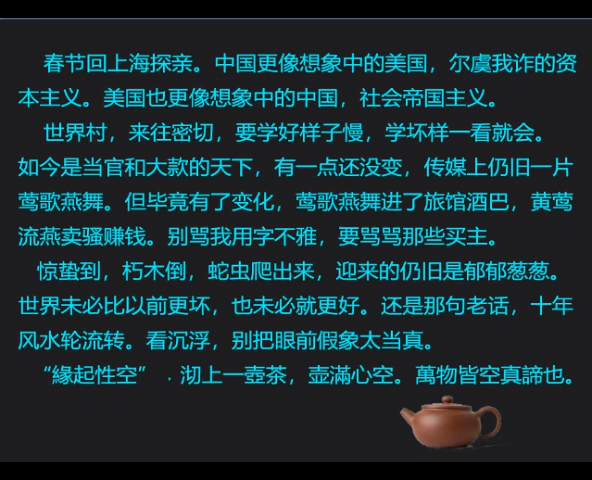 春节回上海探亲。中国更像想象中的美国，尔虞我诈的资
本主义。美国也更像想象中的中国，社会帝国主义。
世界村，来往密切，要学好样子慢，学坏样一看就会。
如今是当官和大款的天下，有一点还没变，传媒上仍旧一片
莺歌燕舞。但毕竟有了变化，莺歌燕舞进了旅馆酒巴，黄莺
流燕卖骚赚钱。别骂我用字不雅，要骂骂那些买主。
惊蛰到，朽木倒，蛇虫爬出来，迎来的仍旧是郁郁葱葱。
世界未必比以前更坏，也未必就更好。还是那句老话，十年
风水轮流转。看沉浮，别把眼前假象太当真。
“緣起性空”﹒沏上一壺茶，壶滿心空。萬物皆空真諦也。